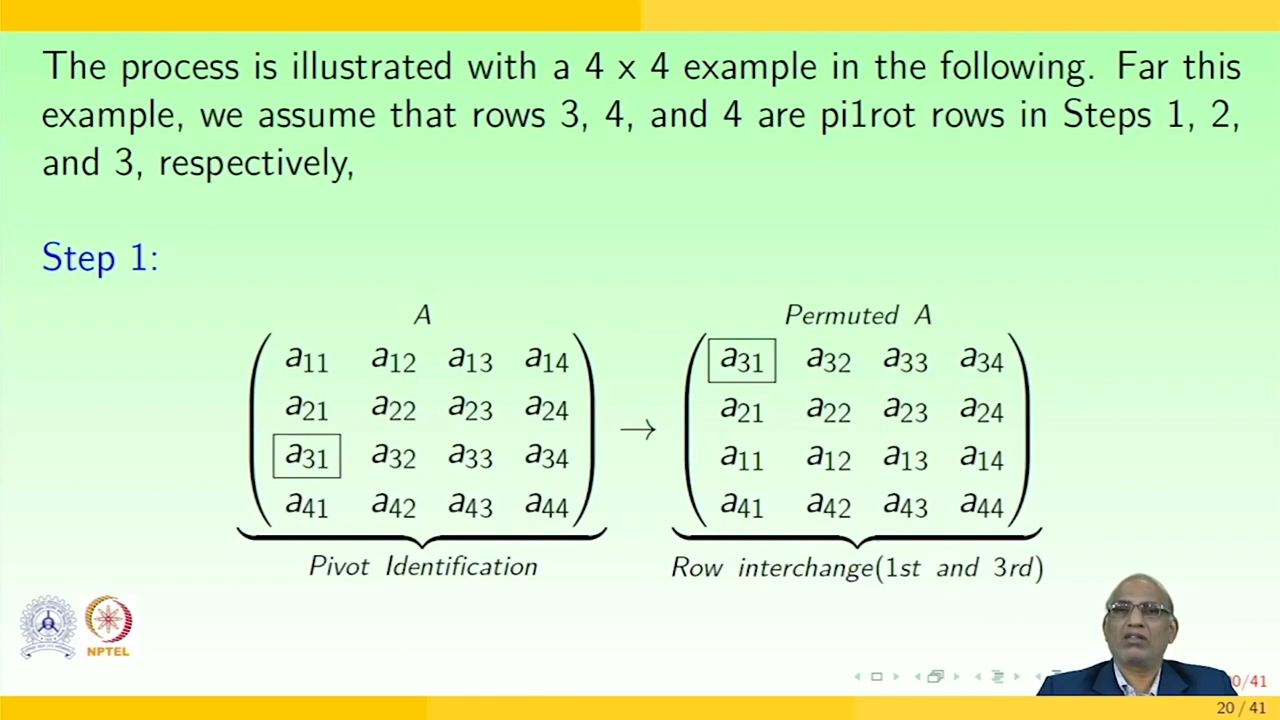 The process is illustrated with a 4 x 4 example in the following. Far this
example, we assume that rows 3, 4, and 4 are pi1rot rows in Steps 1, 2,
and 3, respectively,
Step 1:
A
Permuted A
a11 a12 a13 a14
a21 a22 a23 a24
a31 a32 a33 a34
a41 a42 a43 a44
→
a31 a32 a33 a34
a21 a22 a23 a24
a11 a12 a13 a14
a41 a42 a43 a44
Pivot Identification
Row interchange(1st and 3rd)
NPTEL
0/41
20 / 41